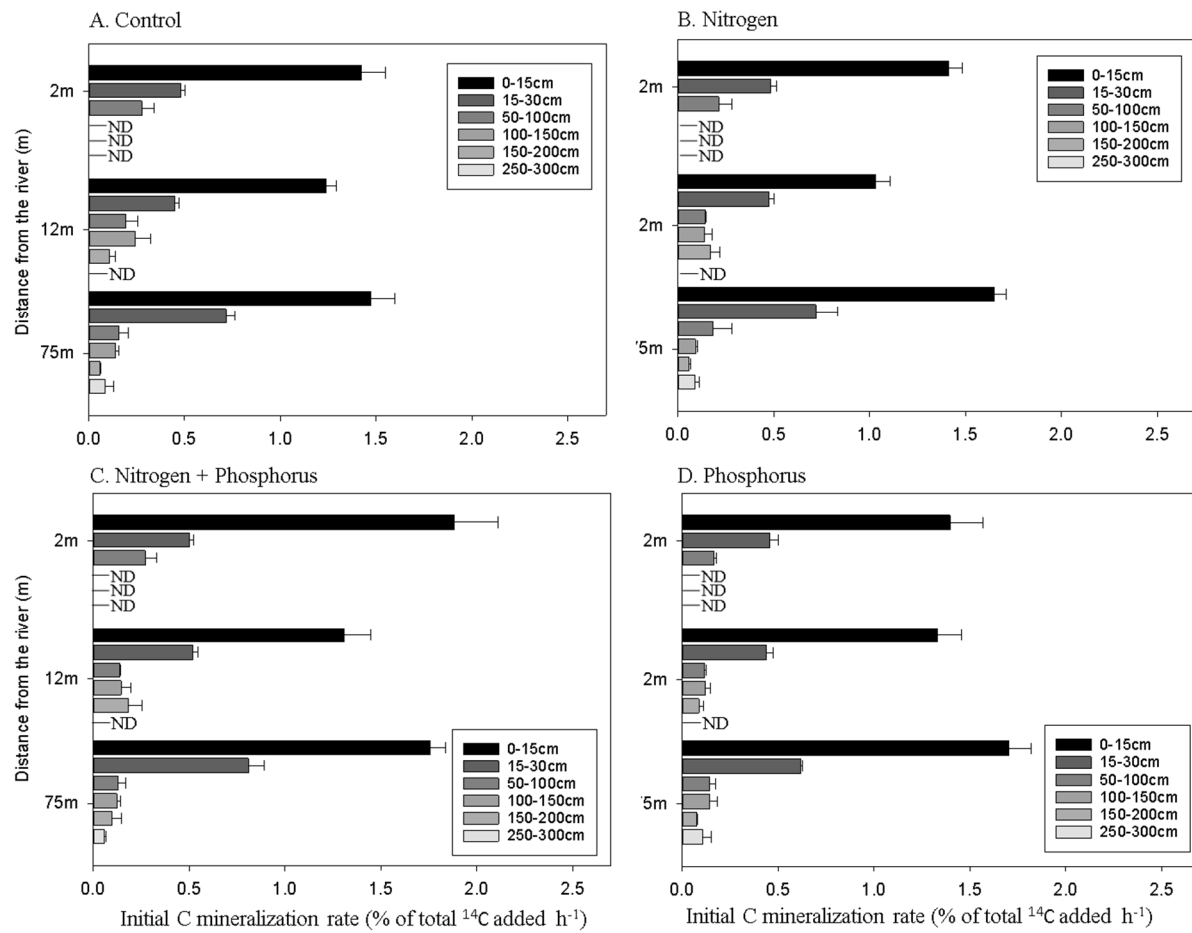 A. Control
B. Nitrogen
Distance from the river (m)
2m
ND
ND
ND
12m
ND
75m
0-15cm
15-30cm
50-100cm
100-150cm
150-200cm
250-300cm
0.0 0.5 1.0 1.5 2.0 2.5
2m
ND
ND
ND
2m
ND
5m
0-15cm
15-30cm
50-100cm
100-150cm
150-200cm
250-300cm
0.0 0.5 1.0 1.5 2.0 2.5
C. Nitrogen + Phosphorus
D. Phosphorus
Distance from the river (m)
2m
ND
ND
ND
12m
ND
75m
0-15cm
15-30cm
50-100cm
100-150cm
150-200cm
250-300cm
0.0 0.5 1.0 1.5 2.0 2.5
Initial C mineralization rate (% of total ¹⁴C added h⁻¹)
2m
ND
ND
ND
2m
ND
5m
0-15cm
15-30cm
50-100cm
100-150cm
150-200cm
250-300cm
0.0 0.5 1.0 1.5 2.0 2.5
Initial C mineralization rate (% of total ¹⁴C added h⁻¹)